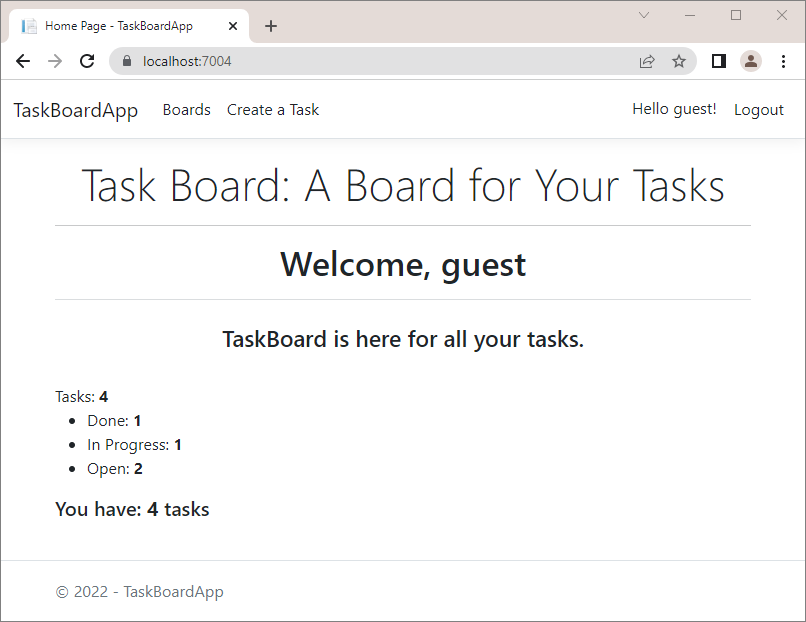 Home Page - TaskBoardApp
localhost:7004
TaskBoardApp Boards Create a Task Hello guest! Logout
Task Board: A Board for Your Tasks
Welcome, guest
TaskBoard is here for all your tasks.
Tasks: 4
Done: 1
In Progress: 1
Open: 2
You have: 4 tasks
© 2022 - TaskBoardApp